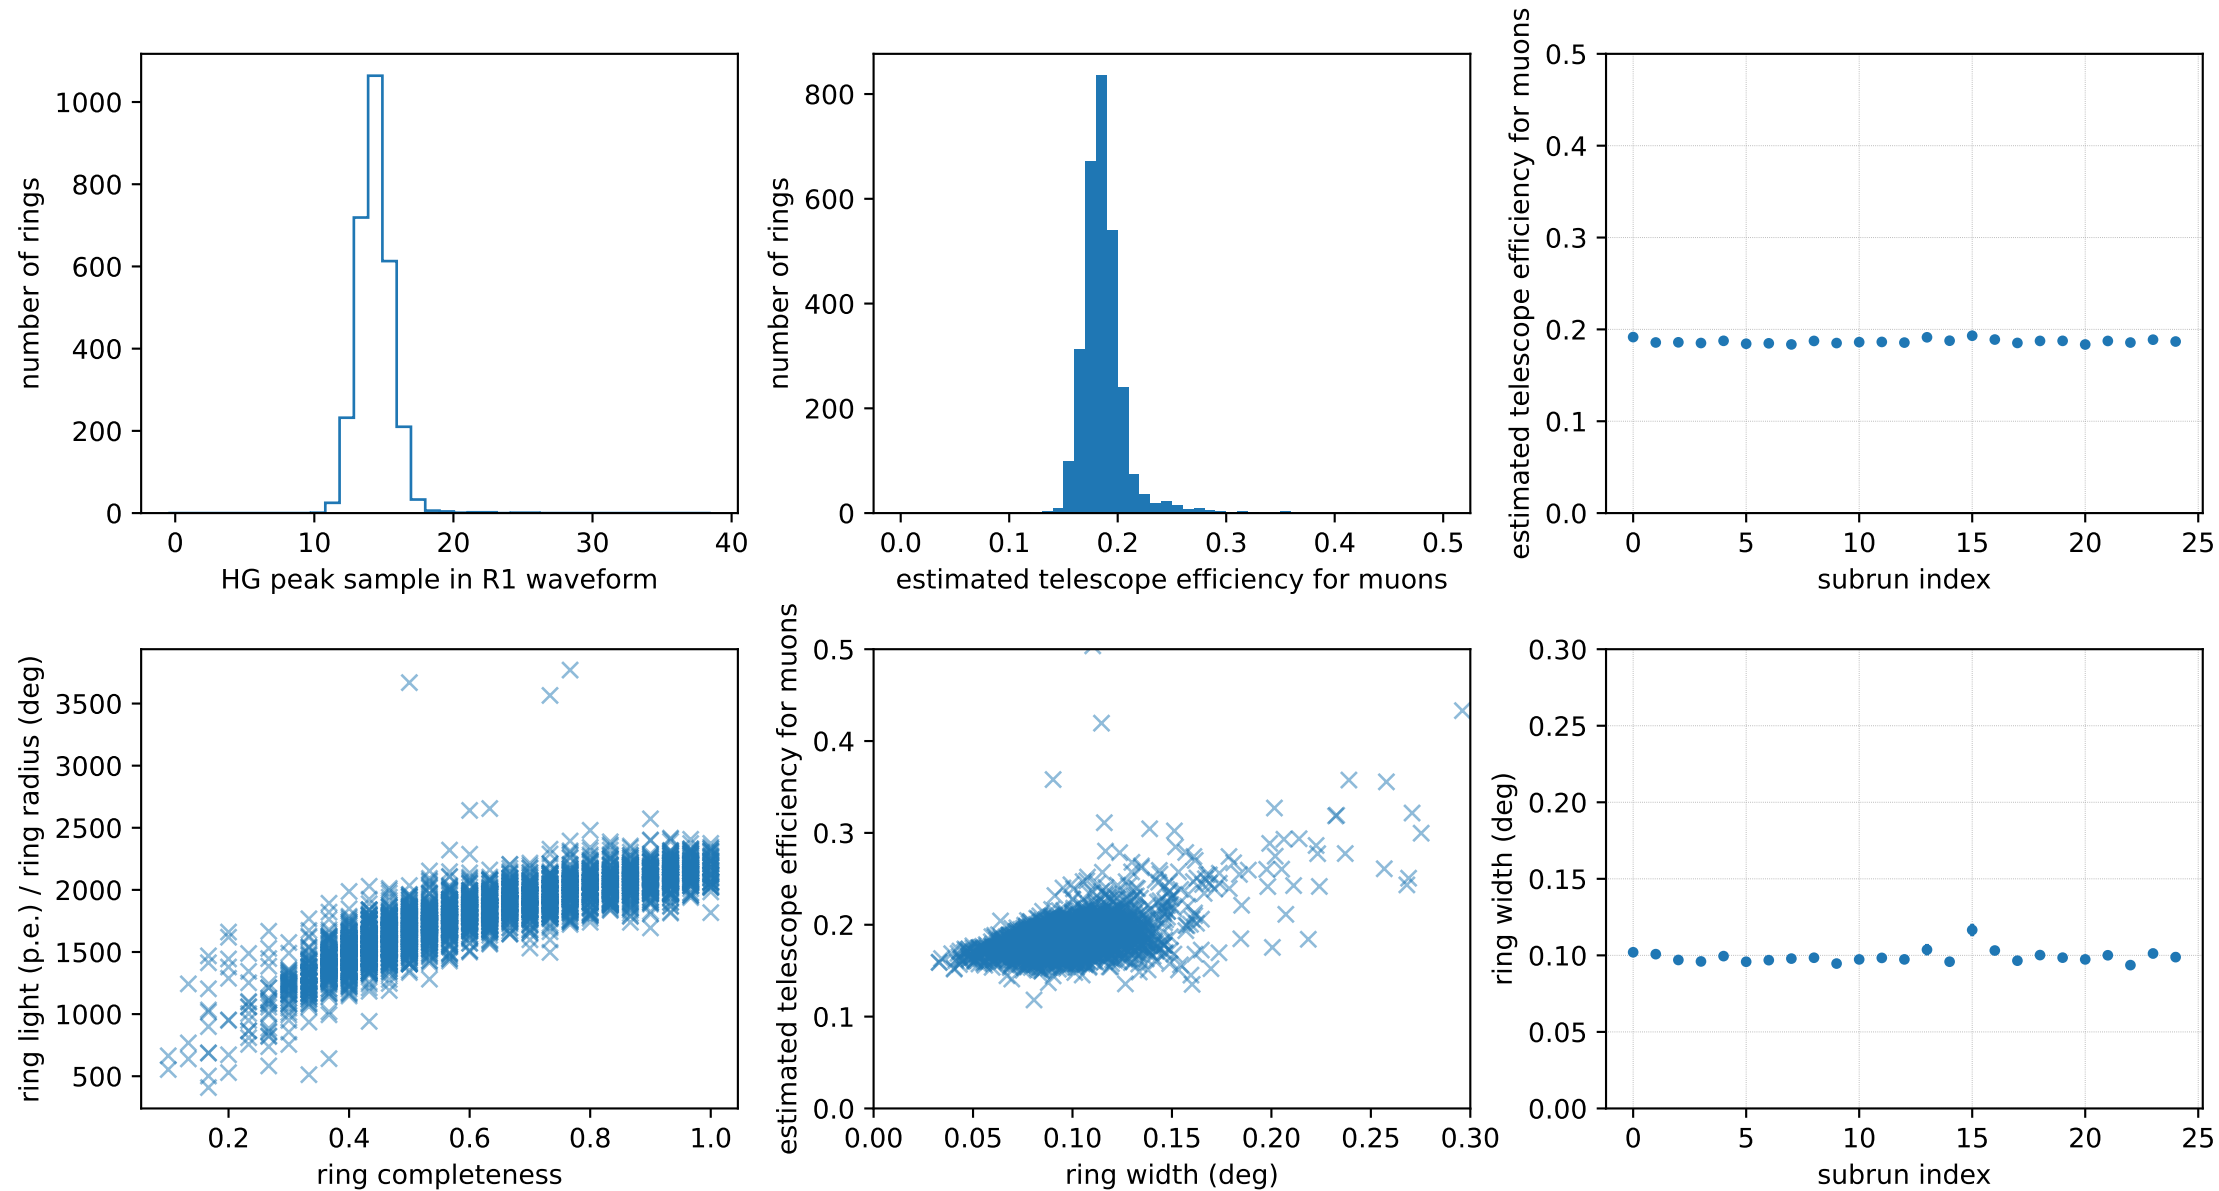 number of rings
1000
800
600
400
200
0
0 10 20 30 40
HG peak sample in R1 waveform
number of rings
800
600
400
200
0
0.0 0.1 0.2 0.3 0.4 0.5
estimated telescope efficiency for muons
estimated telescope efficiency for muons
0.5
0.4
0.3
0.2
0.1
0.0
0 5 10 15 20 25
subrun index
ring light (p.e.) / ring radius (deg)
3500
3000
2500
2000
1500
1000
500
0.2 0.4 0.6 0.8 1.0
ring completeness
estimated telescope efficiency for muons
0.5
0.4
0.3
0.2
0.1
0.0
0.00 0.05 0.10 0.15 0.20 0.25 0.30
ring width (deg)
ring width (deg)
0.30
0.25
0.20
0.15
0.10
0.05
0.00
0 5 10 15 20 25
subrun index